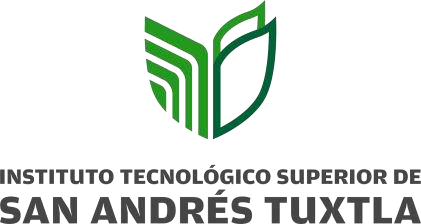 INSTITUTO TECNOLÓGICO SUPERIOR DE
SAN ANDRÉS TUXTLA